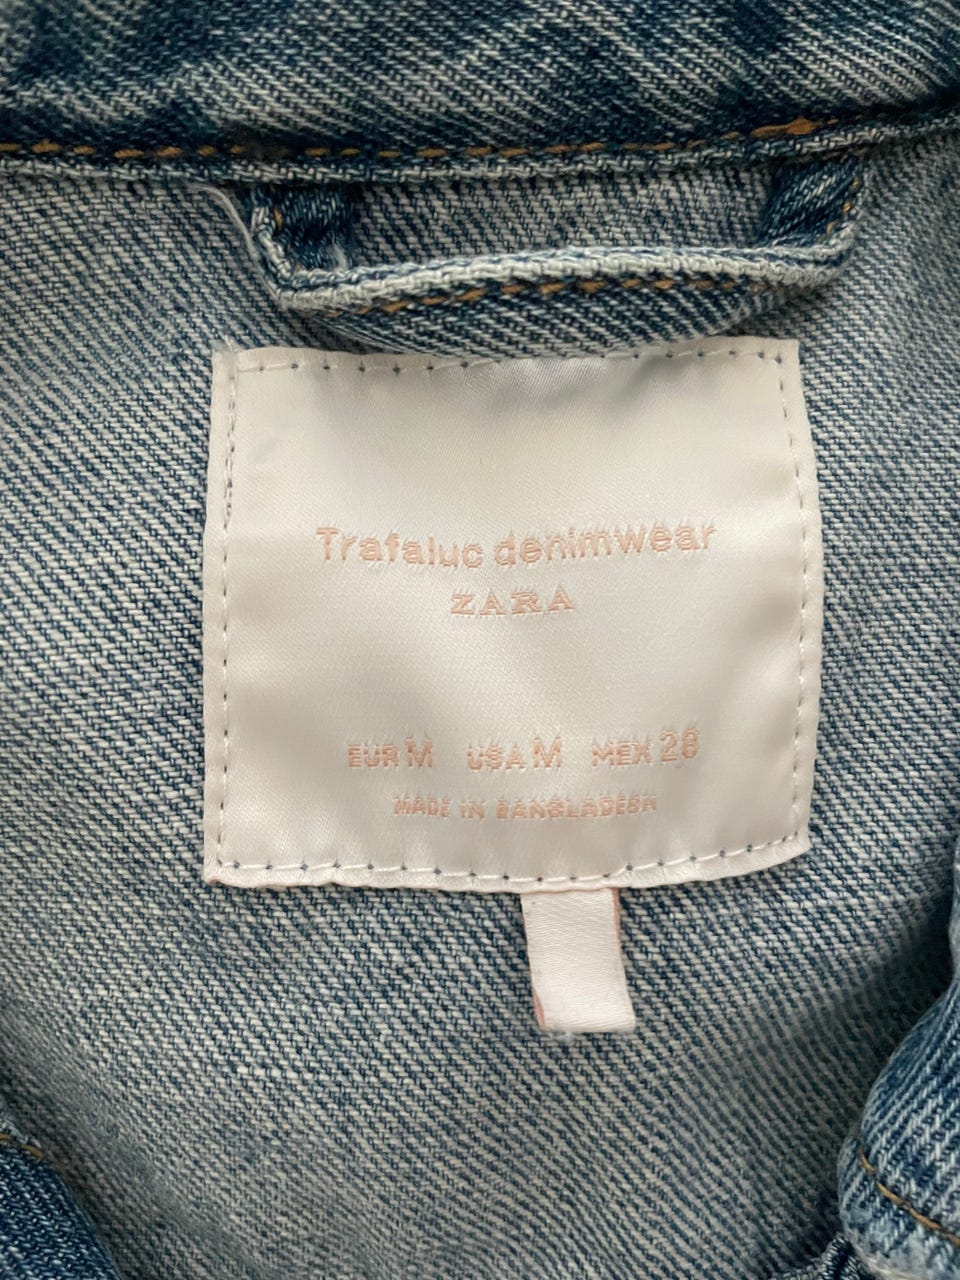 Trafaluc denimwear
ZARA
EUR M USA M MEX 28
MADE IN BANGLADESH